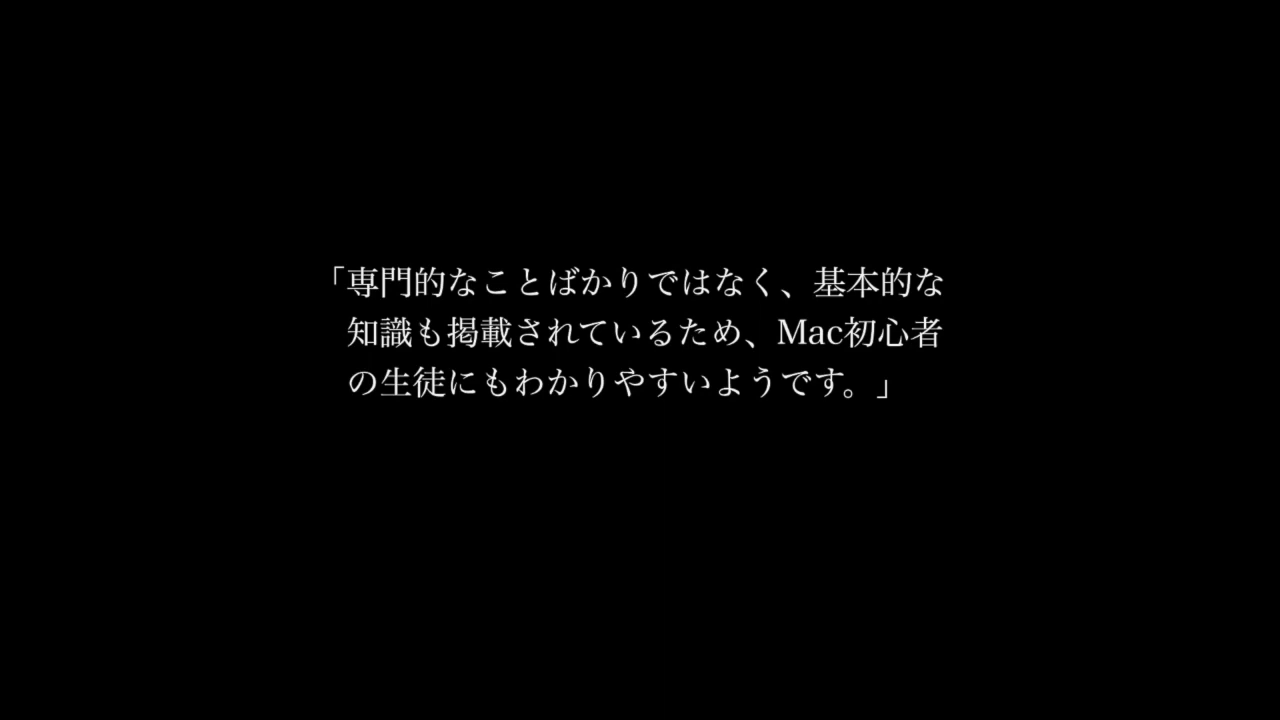 「専門的なことばかりではなく、基本的な
知識も掲載されているため、Mac初心者
の生徒にもわかりやすいようです。」